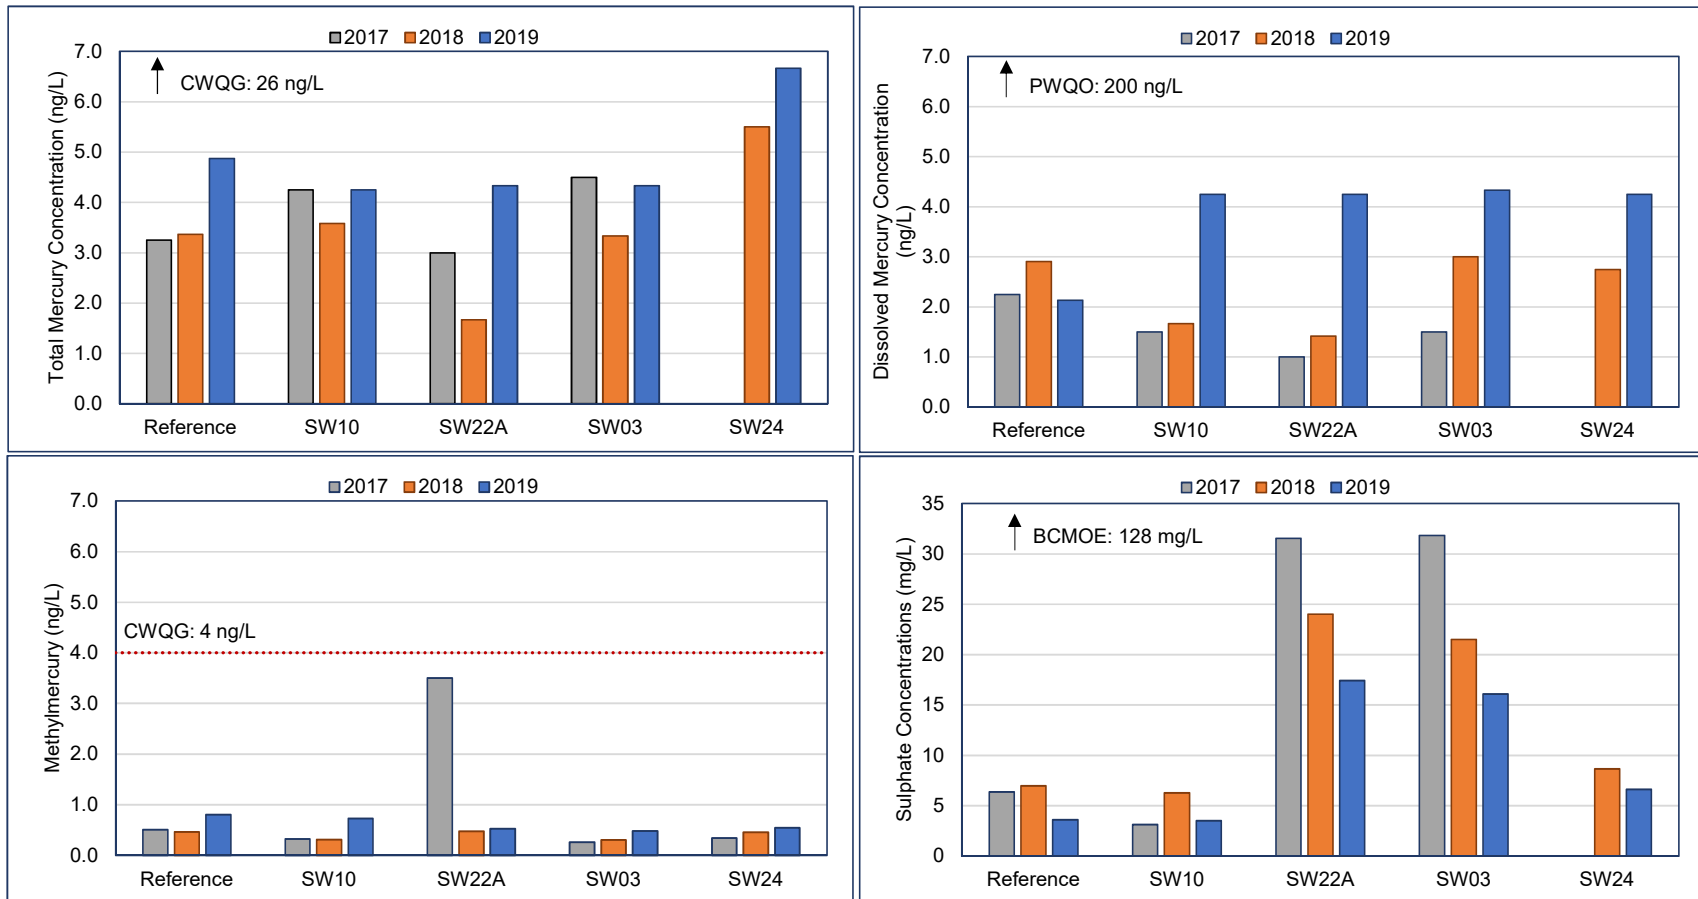 2017 2018 2019
7.0
CWQG: 26 ng/L
6.0
5.0
4.0
3.0
2.0
1.0
0.0
Total Mercury Concentration (ng/L)
Reference SW10 SW22A SW03 SW24
2017 2018 2019
7.0
PWQO: 200 ng/L
6.0
5.0
4.0
3.0
2.0
1.0
0.0
Dissolved Mercury Concentration
(ng/L)
Reference SW10 SW22A SW03 SW24
2017 2018 2019
7.0
6.0
5.0
CWQG: 4 ng/L
4.0
3.0
2.0
1.0
0.0
Methylmercury (ng/L)
Reference SW10 SW22A SW03 SW24
2017 2018 2019
35
BCMOE: 128 mg/L
30
25
20
15
10
5
0
Sulphate Concentrations (mg/L)
Reference SW10 SW22A SW03 SW24